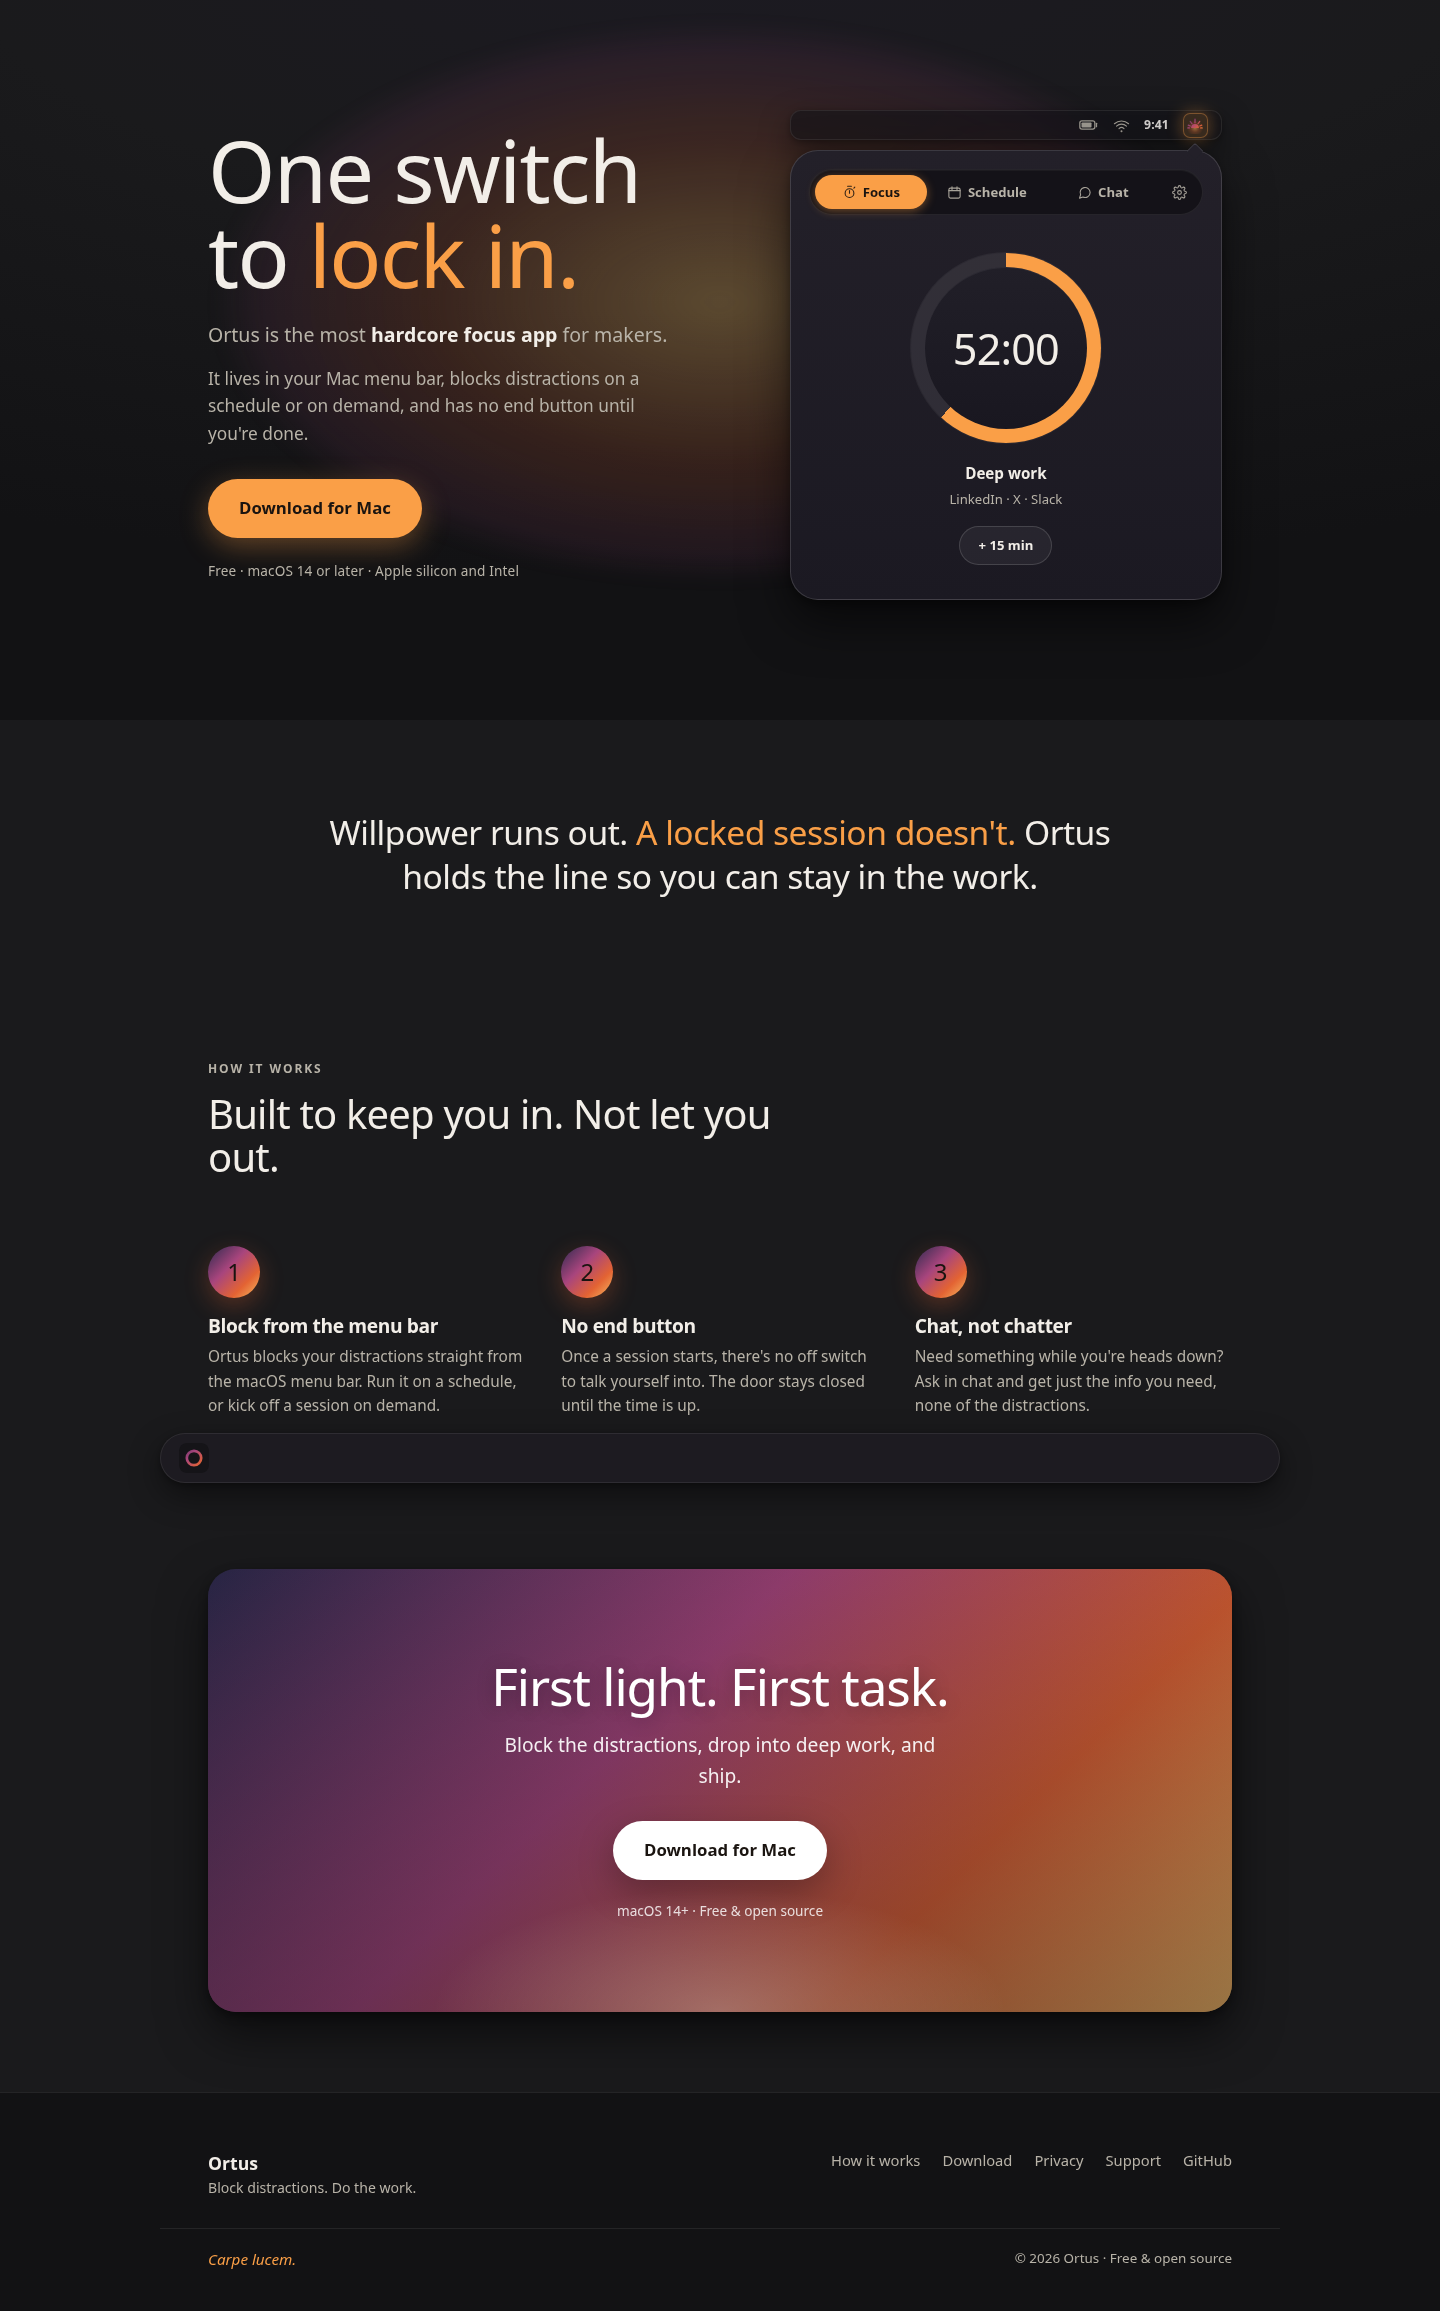 One switch
to lock in.
Ortus is the most hardcore focus app for makers.
It lives in your Mac menu bar, blocks distractions on a
schedule or on demand, and has no end button until
you're done.
Download for Mac
Free · macOS 14 or later · Apple silicon and Intel
9:41
Focus
Schedule
Chat
52:00
Deep work
LinkedIn · X · Slack
+ 15 min
Willpower runs out. A locked session doesn't. Ortus
holds the line so you can stay in the work.
HOW IT WORKS
Built to keep you in. Not let you
out.
1
Block from the menu bar
Ortus blocks your distractions straight from
the macOS menu bar. Run it on a schedule,
or kick off a session on demand.
2
No end button
Once a session starts, there's no off switch
to talk yourself into. The door stays closed
until the time is up.
3
Chat, not chatter
Need something while you're heads down?
Ask in chat and get just the info you need,
none of the distractions.
First light. First task.
Block the distractions, drop into deep work, and
ship.
Download for Mac
macOS 14+ · Free & open source
Ortus
Block distractions. Do the work.
How it works
Download
Privacy
Support
GitHub
Carpe lucem.
© 2026 Ortus · Free & open source